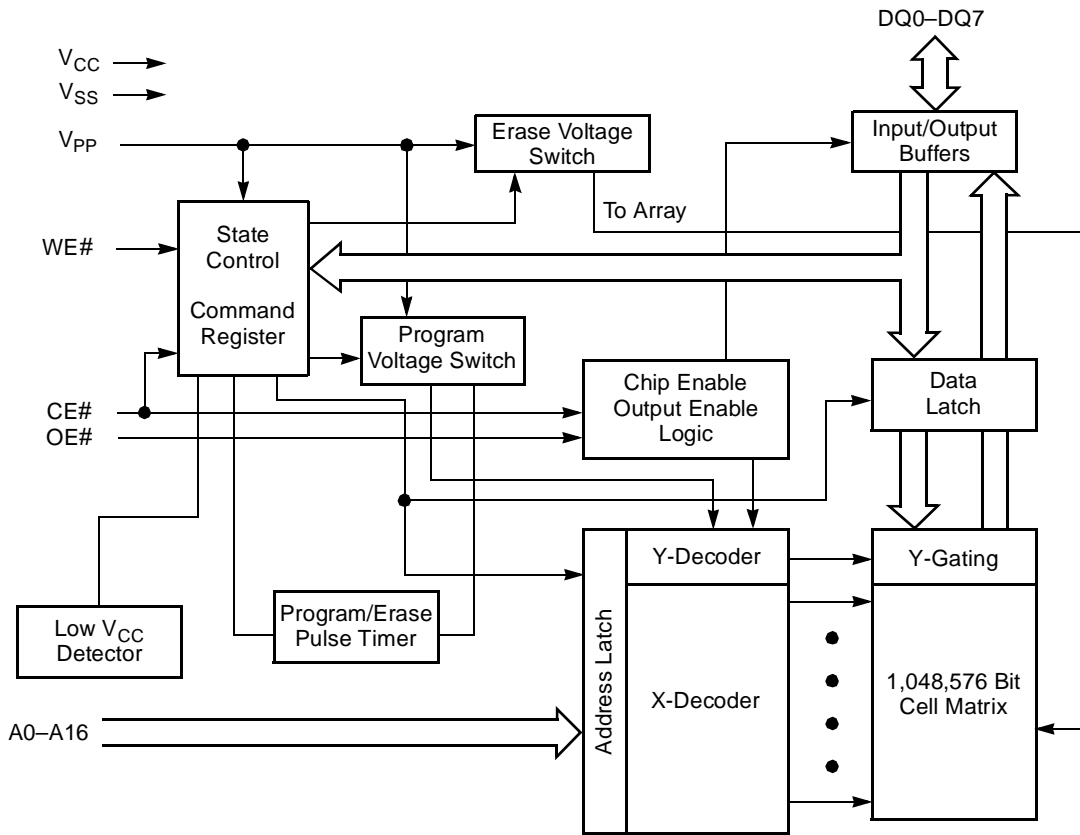 DQ0–DQ7
VCC
VSS
VPP
Erase Voltage
Switch
Input/Output
Buffers
To Array
WE#
State
Control
Command
Register
Program
Voltage Switch
Chip Enable
Output Enable
Logic
Data
Latch
CE#
OE#
Y-Decoder
Y-Gating
Low VCC
Detector
Program/Erase
Pulse Timer
Address Latch
X-Decoder
1,048,576 Bit
Cell Matrix
A0–A16